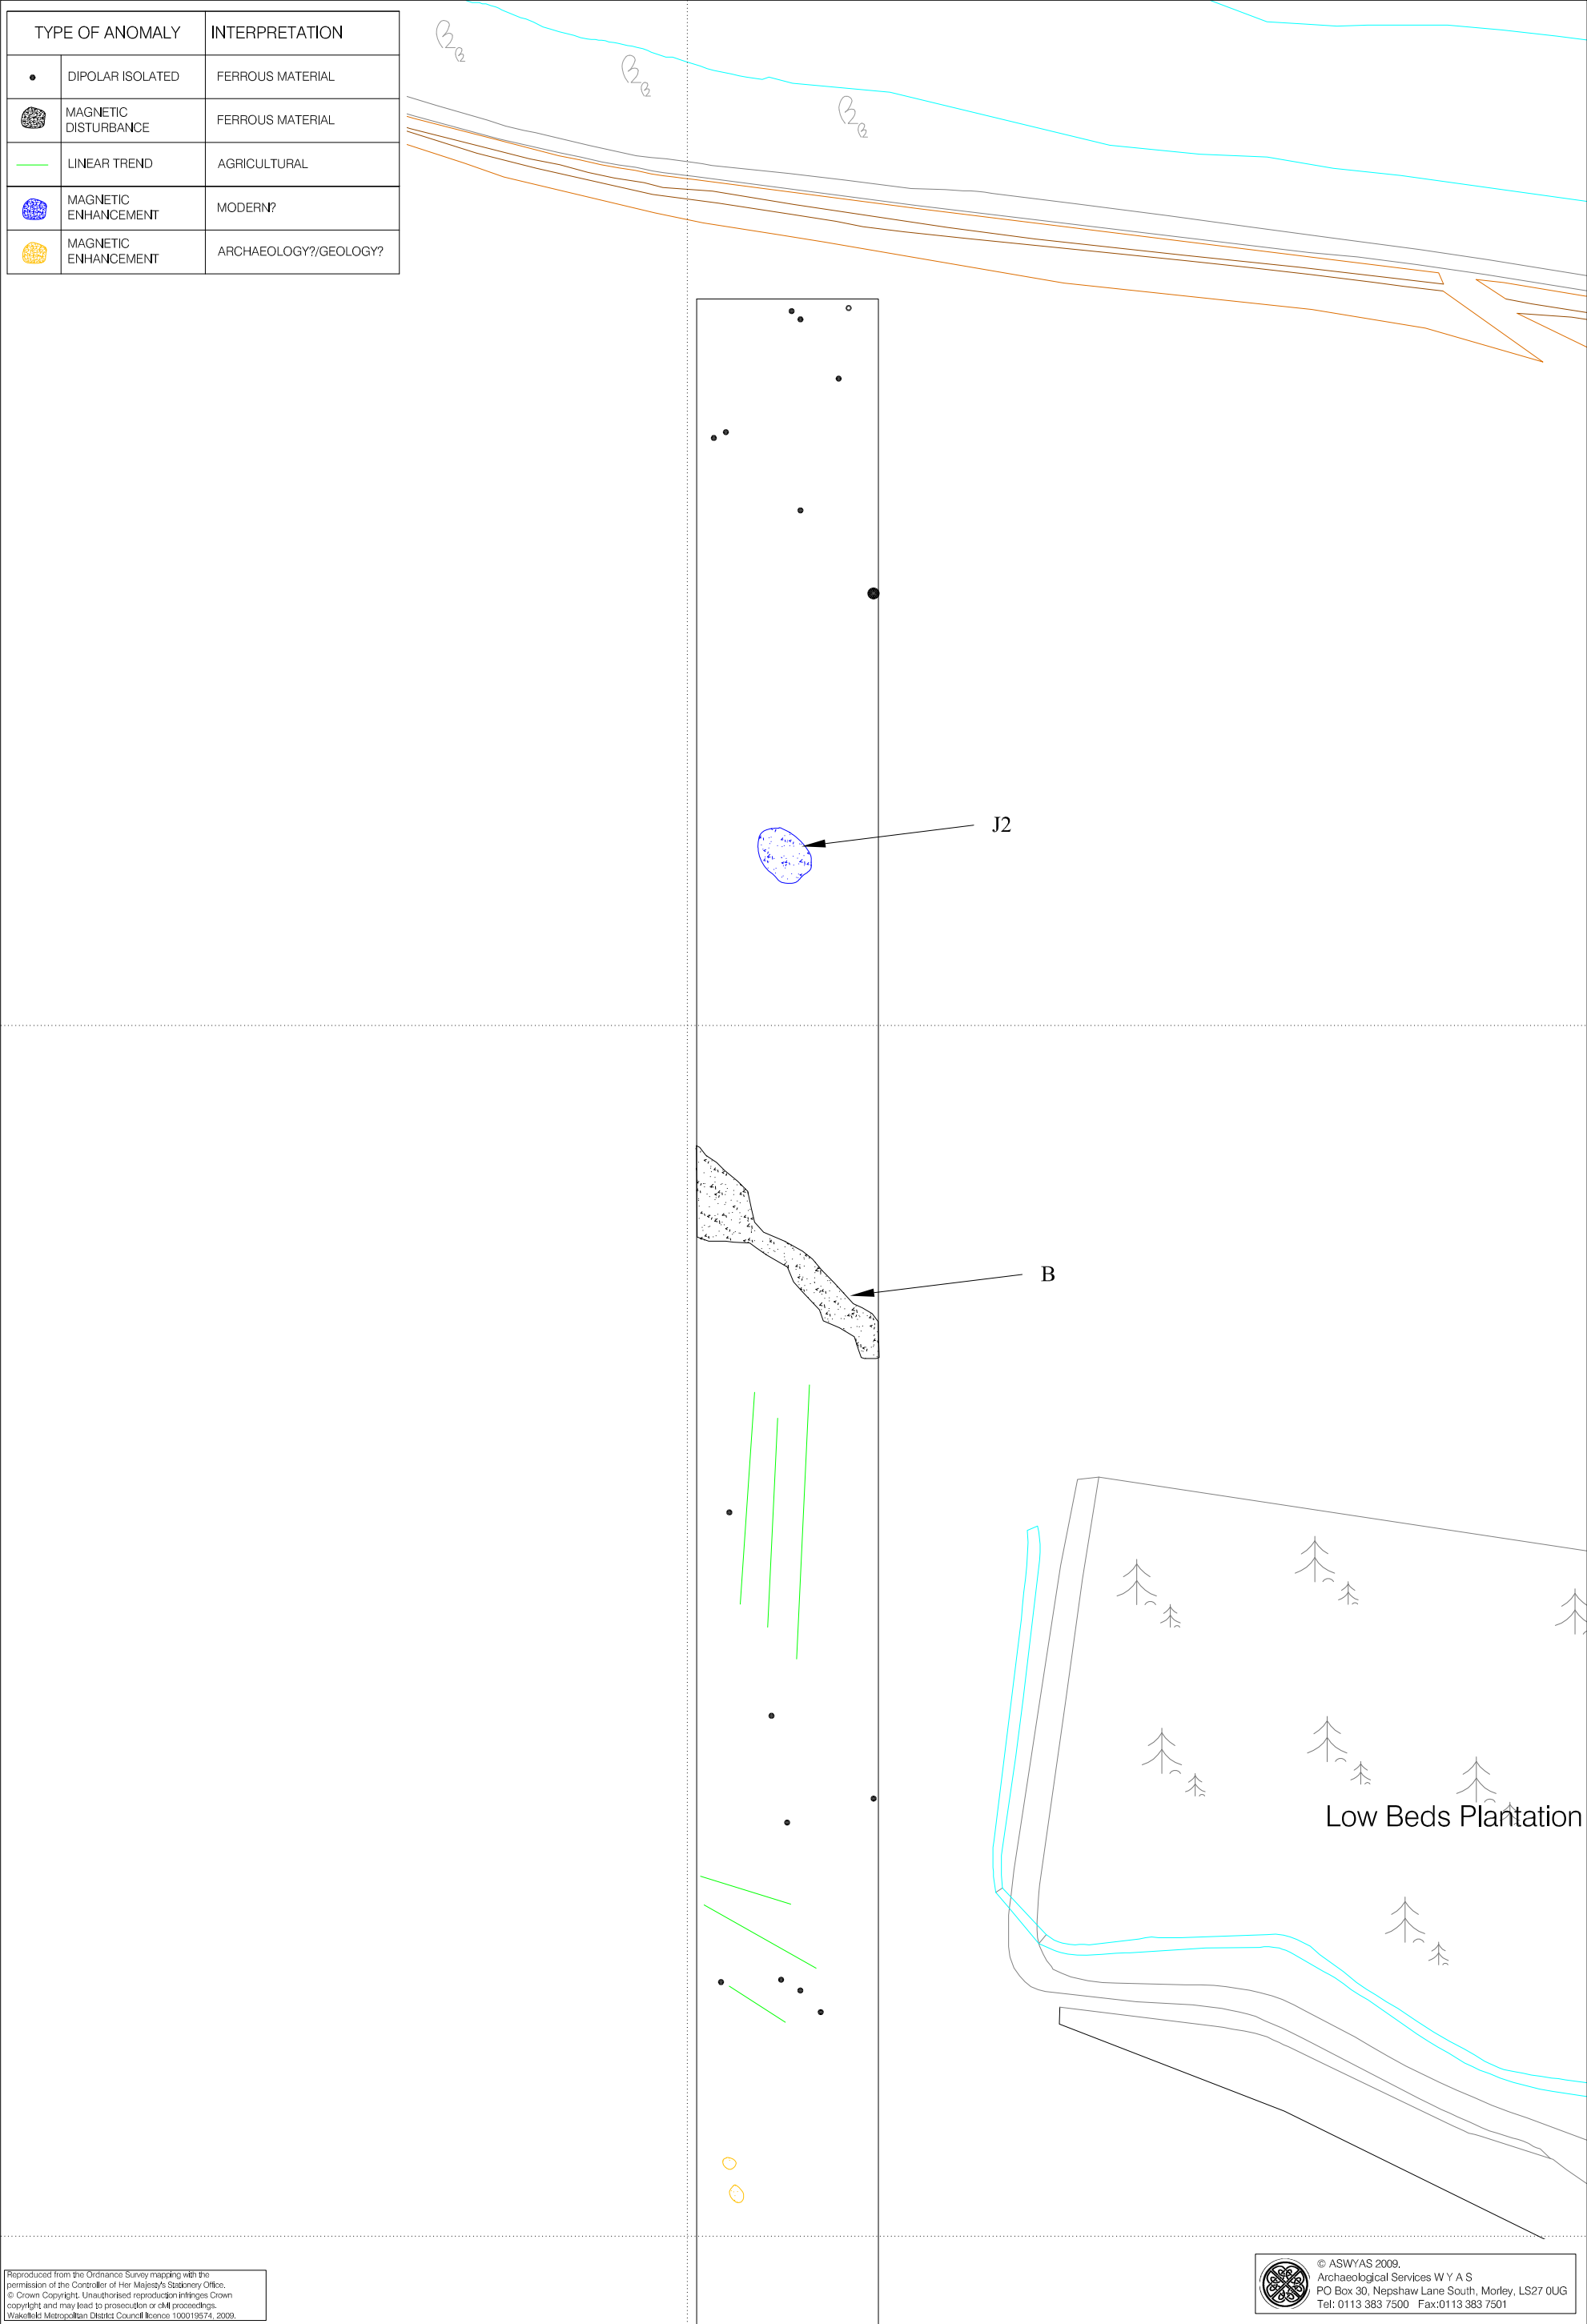 TYPE OF ANOMALY INTERPRETATION
DIPOLAR ISOLATED FERROUS MATERIAL
MAGNETIC
DISTURBANCE
FERROUS MATERIAL
LINEAR TREND AGRICULTURAL
MAGNETIC
ENHANCEMENT
MODERN?
MAGNETIC
ENHANCEMENT
ARCHAEOLOGY?/GEOLOGY?
J2
B
Low Beds Plantation
Reproduced from the Ordnance Survey mapping with the
permission of the Controller of Her Majesty's Stationery Office.
© Crown Copyright. Unauthorised reproduction infringes Crown
copyright and may lead to prosecution or civil proceedings.
Wakefield Metropolitan District Council licence 100019574, 2009.
© ASWYAS 2009.
Archaeological Services W Y A S
PO Box 30, Nepshaw Lane South, Morley, LS27 0UG
Tel: 0113 383 7500 Fax:0113 383 7501